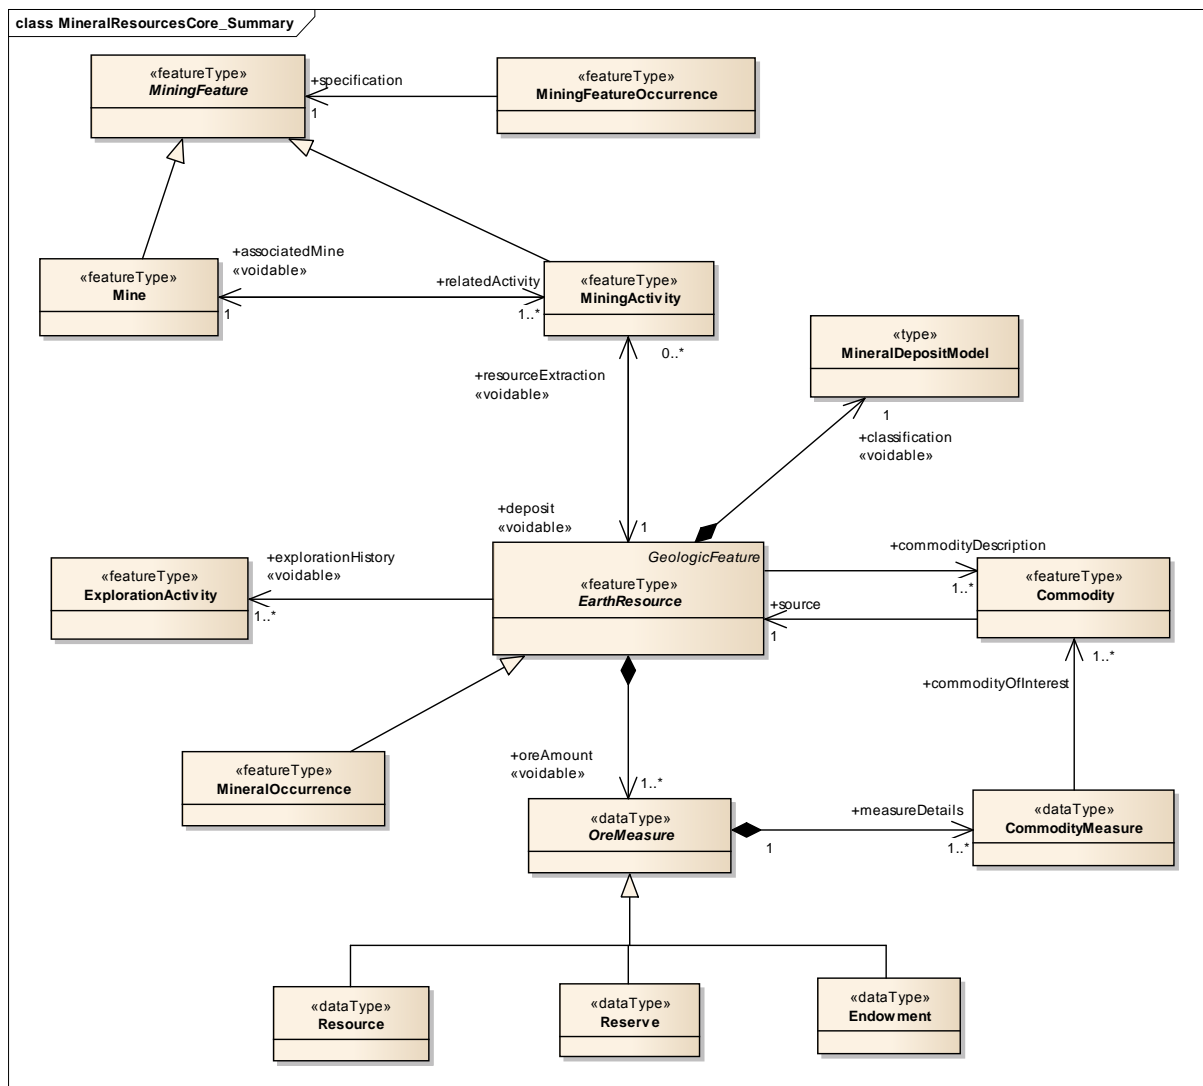 class MineralResourcesCore_Summary
«featureType»
MiningFeature
+specification
1
«featureType»
MiningFeatureOccurrence
+associatedMine
«voidable»
«featureType»
Mine
1
+relatedActivity
1..*
«featureType»
MiningActivity
0..*
+resourceExtraction
«voidable»
«type»
MineralDepositModel
1
+classification
«voidable»
+deposit
«voidable»
1
GeologicFeature
«featureType»
EarthResource
+explorationHistory
«voidable»
1..*
«featureType»
ExplorationActivity
+commodityDescription
1..*
+source
1
«featureType»
Commodity
1..*
+commodityOfInterest
«featureType»
MineralOccurrence
+oreAmount
«voidable»
1..*
«dataType»
OreMeasure
1
+measureDetails
1..*
«dataType»
CommodityMeasure
«dataType»
Resource
«dataType»
Reserve
«dataType»
Endowment